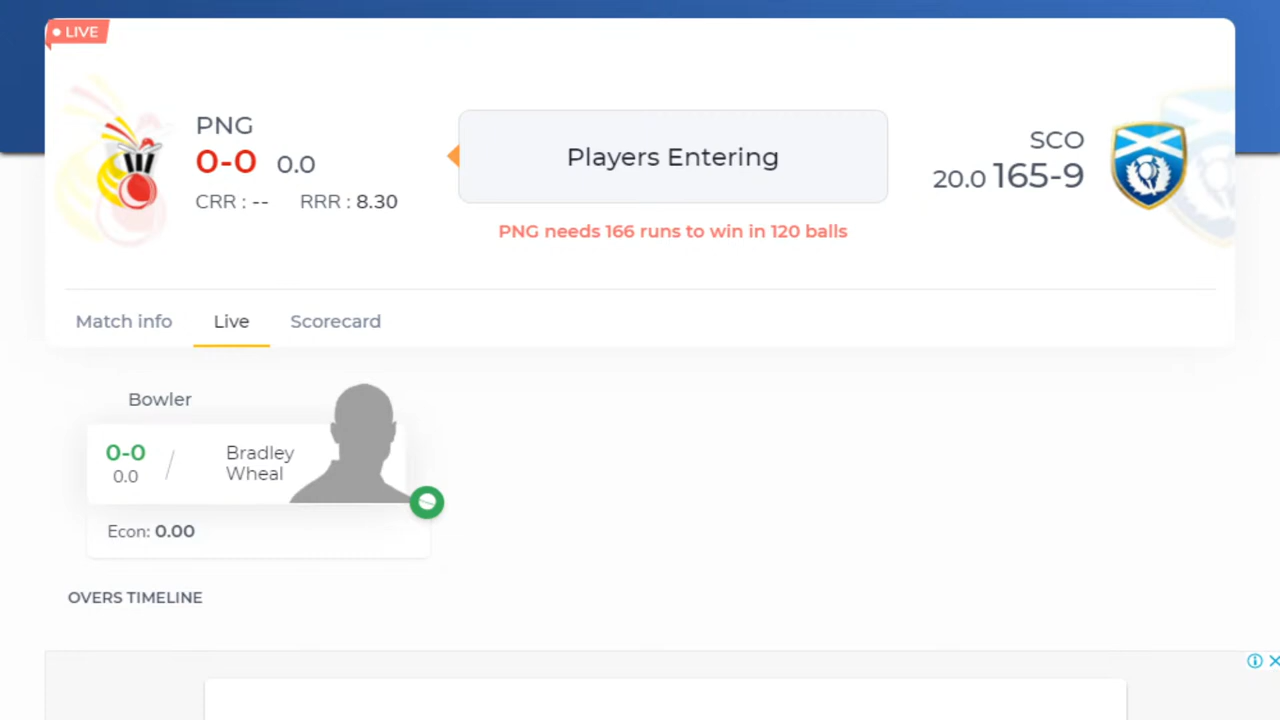 LIVE
PNG
0-0 0.0
CRR : -- RRR : 8.30
Players Entering
PNG needs 166 runs to win in 120 balls
SCO
20.0 165-9
Match info Live Scorecard
Bowler
0-0
0.0
/
Bradley
Wheal
Econ: 0.00
OVERS TIMELINE